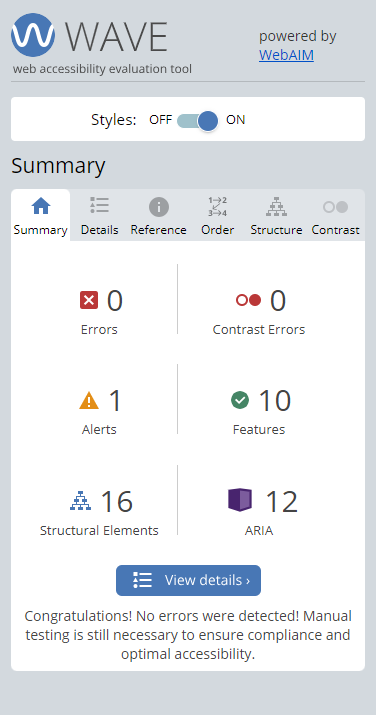 WAVE
web accessibility evaluation tool
powered by
WebAIM
Styles: OFF ON
Summary
Summary Details Reference Order Structure Contrast
0 0
Errors Contrast Errors
1 10
Alerts Features
16 12
Structural Elements ARIA
View details ›
Congratulations! No errors were detected! Manual
testing is still necessary to ensure compliance and
optimal accessibility.